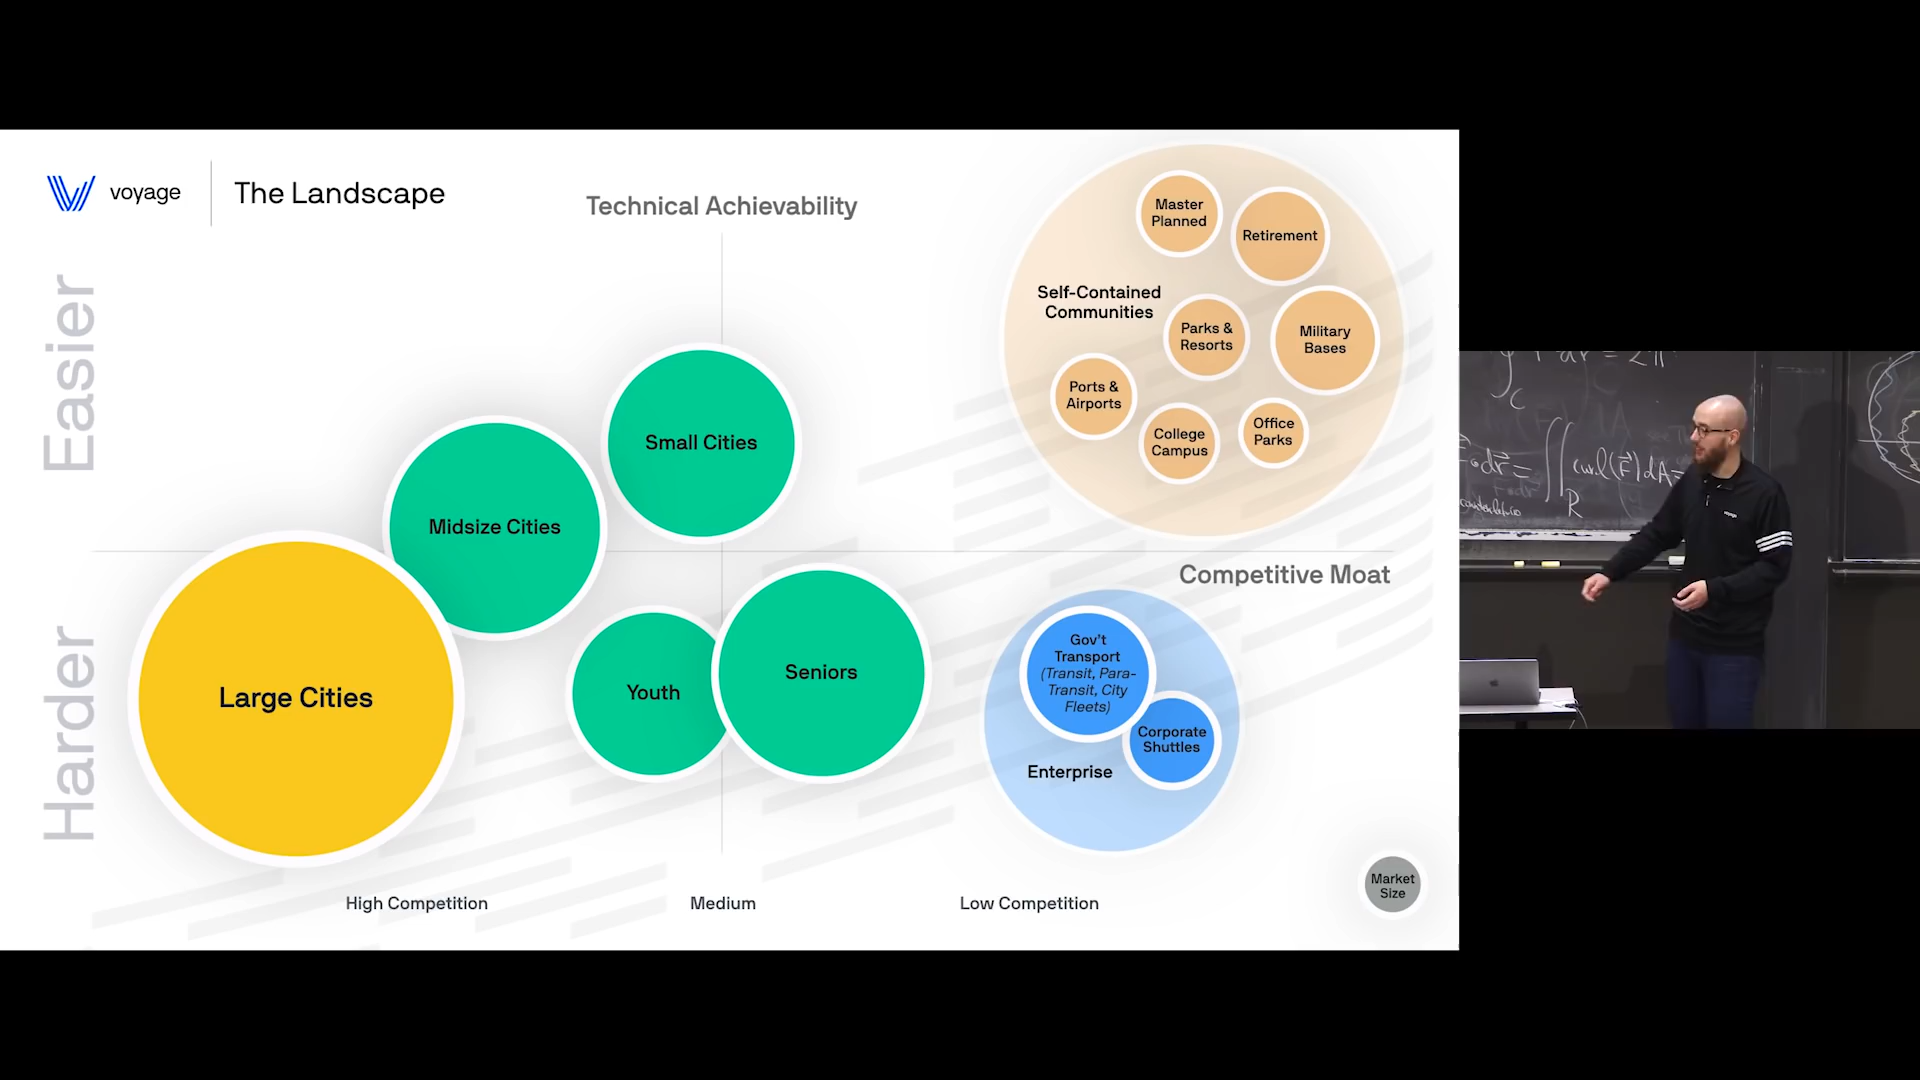 voyage
The Landscape
Technical Achievability
Easier
Harder
Master
Planned
Retirement
Self-Contained
Communities
Parks &
Resorts
Military
Bases
Ports &
Airports
College
Campus
Office
Parks
Small Cities
Midsize Cities
Large Cities
Youth
Seniors
Competitive Moat
Gov't
Transport
(Transit, Para-
Transit, City
Fleets)
Corporate
Shuttles
Enterprise
High Competition
Medium
Low Competition
Market
Size
C
curl(F)dA=
R